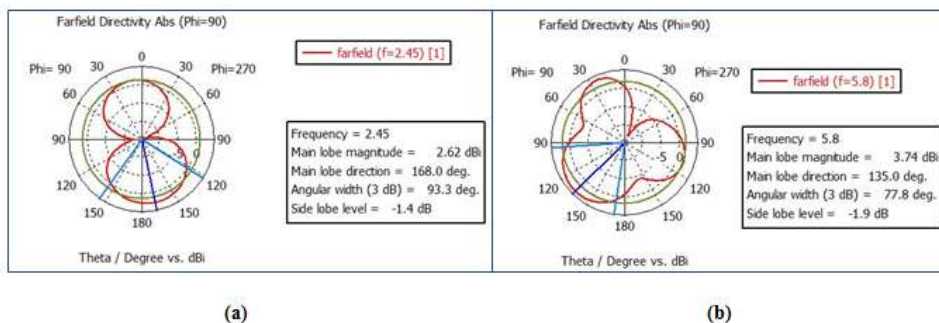 Farfield Directivity Abs (Phi=90)
farfield (f=2.45) [1]
0
30 30
Phi= 90 Phi=270
60 60
90 90
-5 0
120 120
150 150
180
Frequency = 2.45
Main lobe magnitude = 2.62 dBi
Main lobe direction = 168.0 deg.
Angular width (3 dB) = 93.3 deg.
Side lobe level = -1.4 dB
Theta / Degree vs. dBi
(a)
Farfield Directivity Abs (Phi=90)
farfield (f=5.8) [1]
0
30 30
Phi= 90 Phi=270
60 60
90 90
-5 0
120 120
150 150
180
Frequency = 5.8
Main lobe magnitude = 3.74 dBi
Main lobe direction = 135.0 deg.
Angular width (3 dB) = 77.8 deg.
Side lobe level = -1.9 dB
Theta / Degree vs. dBi
(b)